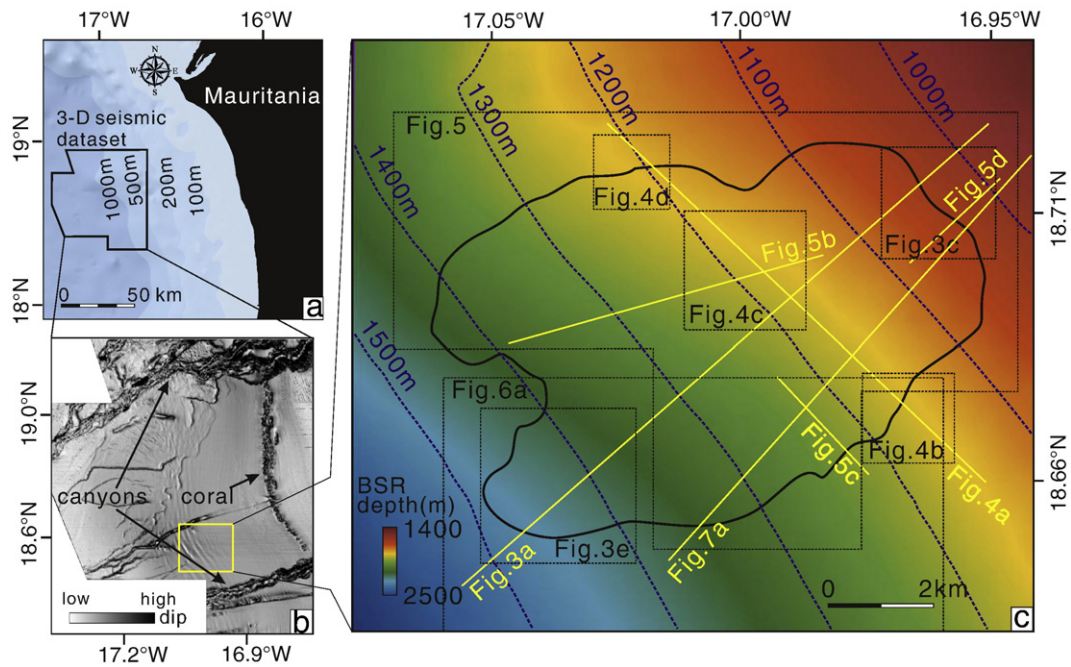 17°W
16°W
17.05°W
17.00°W
16.95°W
N
W
E
S
Mauritania
3-D seismic
dataset
1000m
500m
200m
100m
19°N
18°N
0
50 km
a
19.0°N
18.6°N
canyons
coral
low
high
dip
b
17.2°W
16.9°W
Fig.5
1300m
1200m
1100m
1000m
1400m
1500m
Fig.4d
Fig.5d
Fig.3c
Fig.5b
Fig.4c
18.71°N
Fig.6a
Fig.5c
Fig.4b
Fig.4a
18.66°N
BSR
depth(m)
1400
2500
Fig.3a
Fig.3e
Fig.7a
0
2km
c